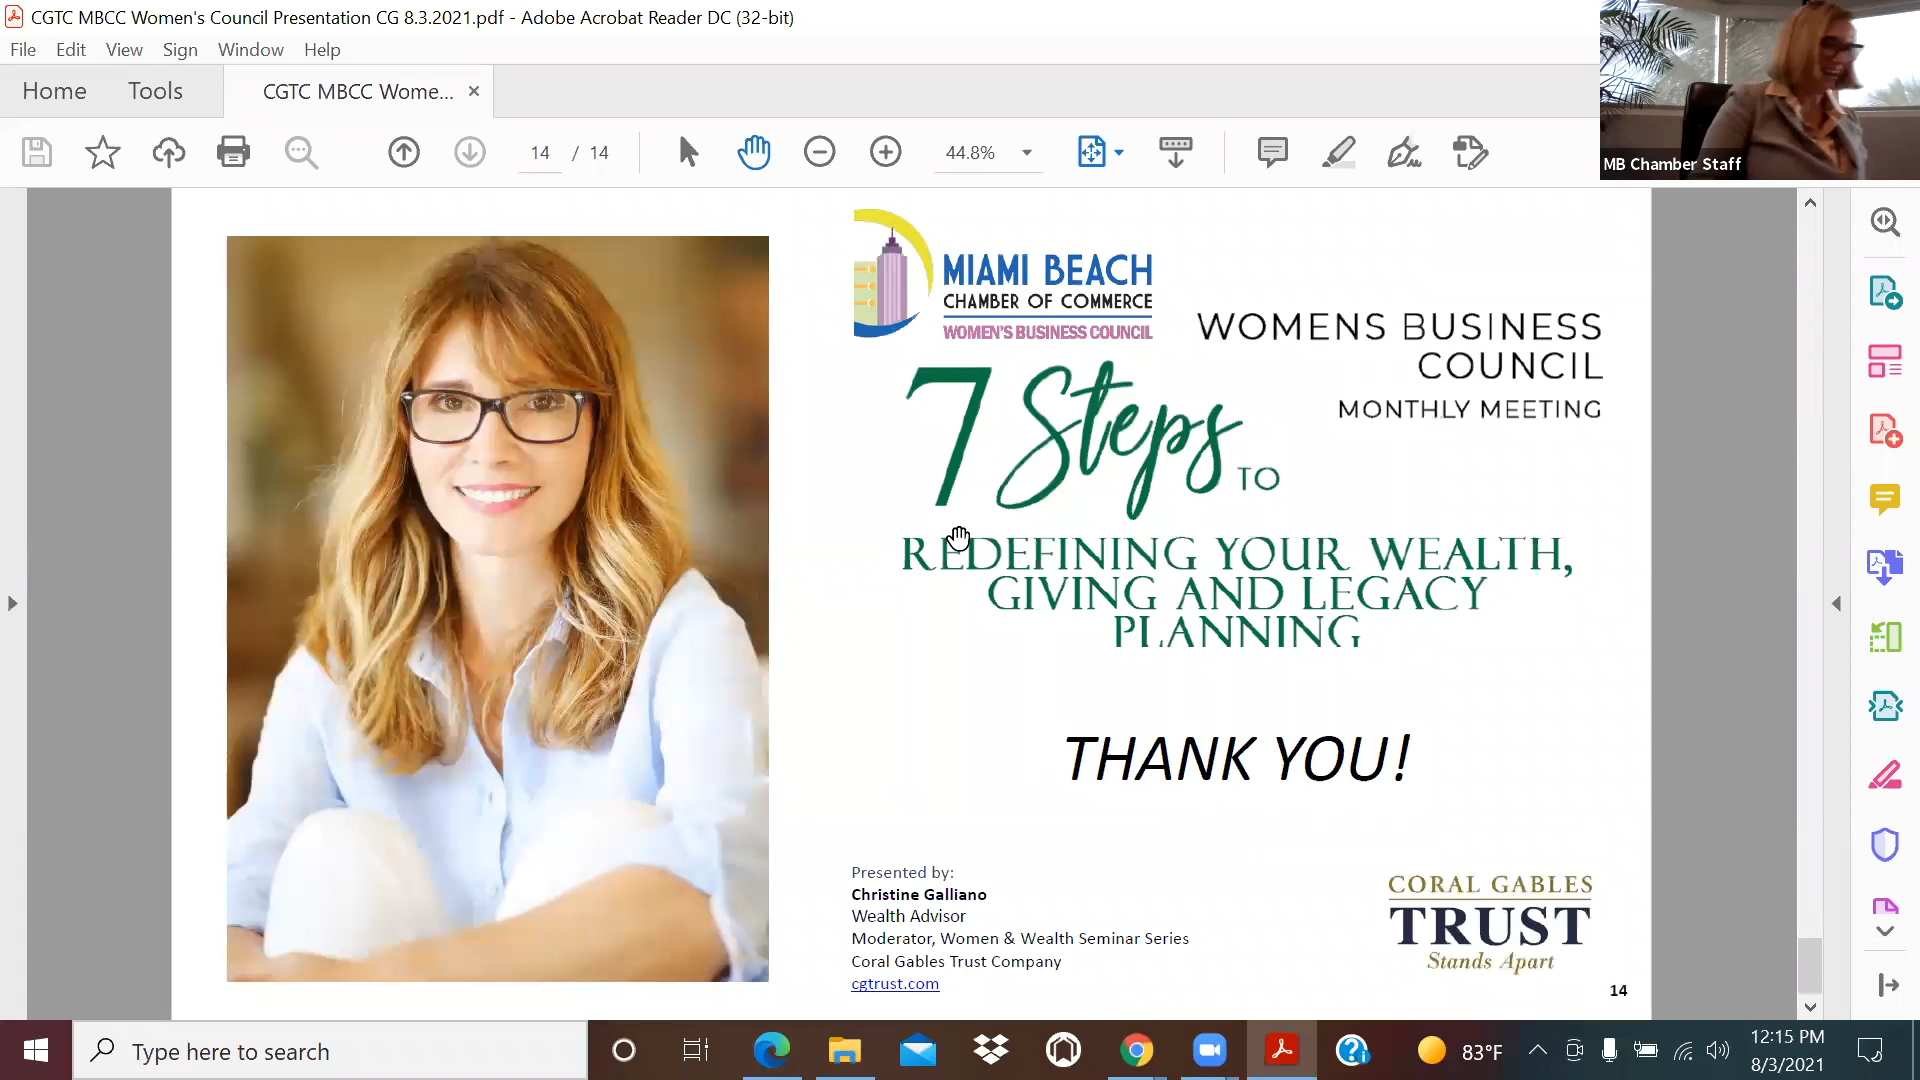 CGTC MBCC Women's Council Presentation CG 8.3.2021.pdf - Adobe Acrobat Reader DC (32-bit)
File Edit View Sign Window Help
Home Tools CGTC MBCC Wome... ×
14 / 14 44.8%
MB Chamber Staff
MIAMI BEACH
CHAMBER OF COMMERCE
WOMEN'S BUSINESS COUNCIL
WOMENS BUSINESS
COUNCIL
MONTHLY MEETING
7 Steps TO
REDEFINING YOUR WEALTH,
GIVING AND LEGACY
PLANNING
THANK YOU!
Presented by:
Christine Galliano
Wealth Advisor
Moderator, Women & Wealth Seminar Series
Coral Gables Trust Company
cgtrust.com
CORAL GABLES
TRUST
Stands Apart
14
Type here to search
83°F
12:15 PM
8/3/2021